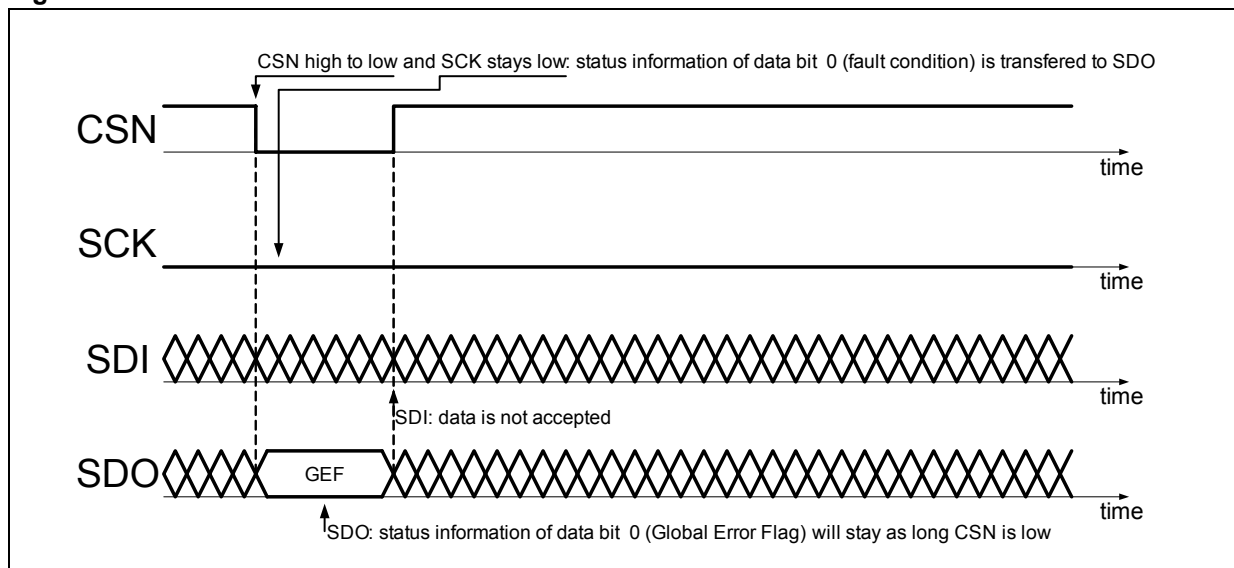 CSN high to low and SCK stays low: status information of data bit 0 (fault condition) is transfered to SDO
CSN
time
SCK
time
SDI
time
SDI: data is not accepted
SDO
GEF
time
SDO: status information of data bit 0 (Global Error Flag) will stay as long CSN is low